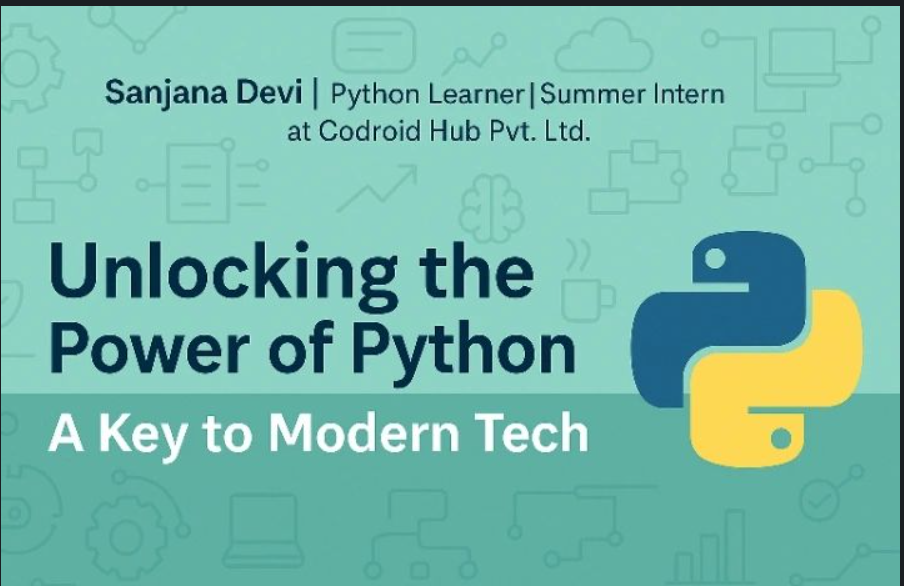 Sanjana Devi | Python Learner|Summer Intern
at Codroid Hub Pvt. Ltd.
Unlocking the
Power of Python
A Key to Modern Tech